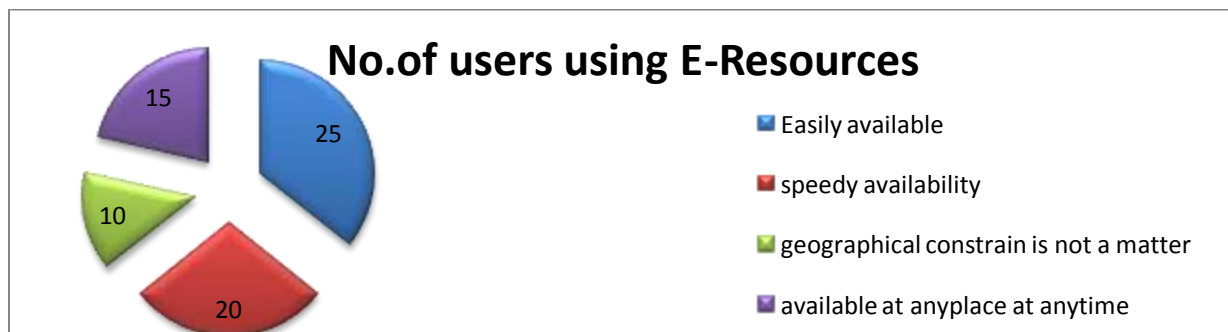 No.of users using E-Resources
15
25
10
20
Easily available
speedy availability
geographical constrain is not a matter
available at anyplace at anytime